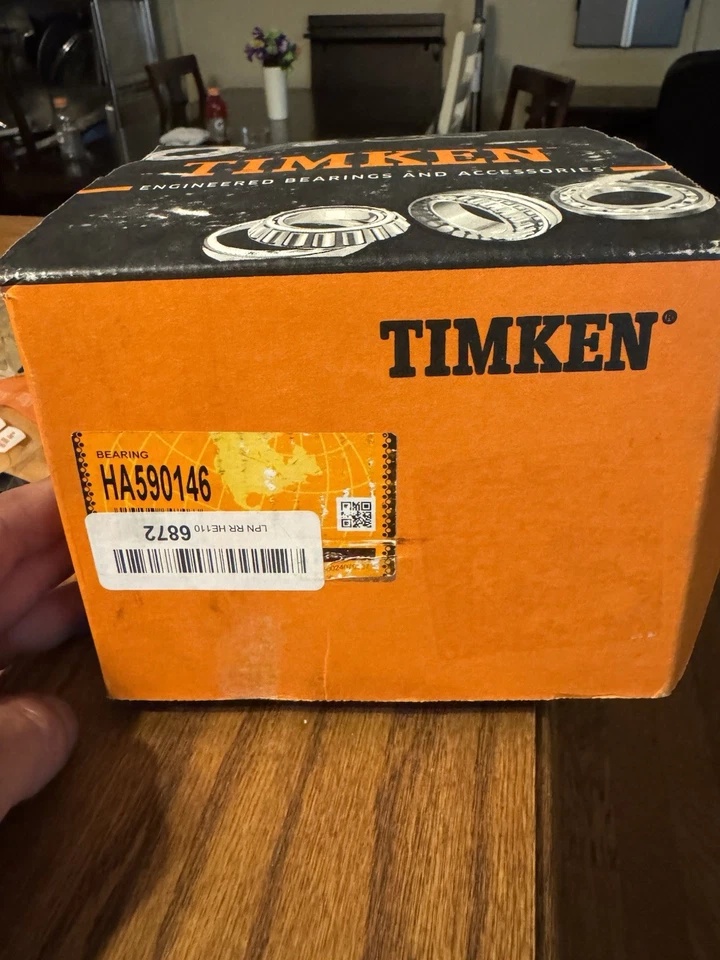 TIMKEN
ENGINEERED BEARINGS AND ACCESSORIES
TIMKEN®
BEARING
HA590146
LPN RR HE110
6872